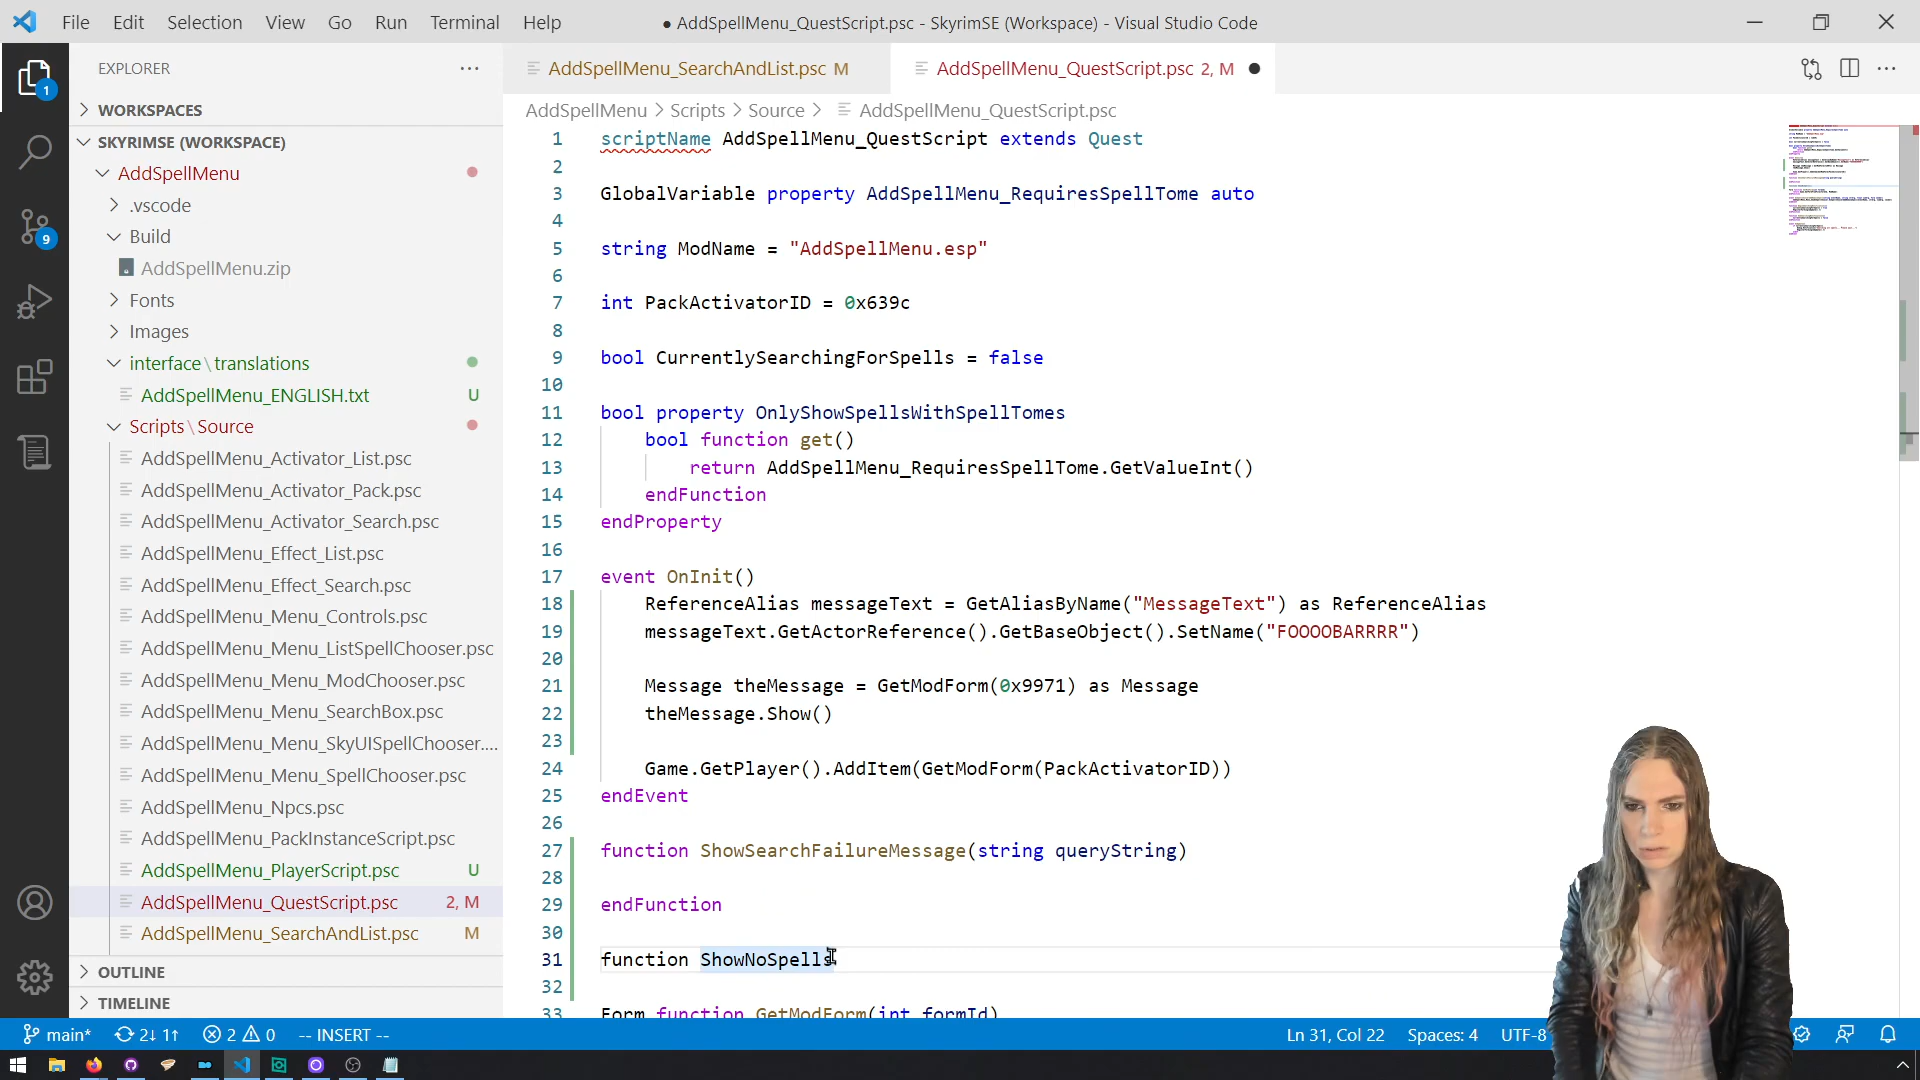 File Edit Selection View Go Run Terminal Help
● AddSpellMenu_QuestScript.psc - SkyrimSE (Workspace) - Visual Studio Code
EXPLORER
AddSpellMenu_SearchAndList.psc M
AddSpellMenu_QuestScript.psc 2, M ●
WORKSPACES
AddSpellMenu > Scripts > Source > AddSpellMenu_QuestScript.psc
SKYRIMSE (WORKSPACE)
AddSpellMenu
.vscode
Build
AddSpellMenu.zip
Fonts
Images
interface\translations
AddSpellMenu_ENGLISH.txt U
Scripts\Source
AddSpellMenu_Activator_List.psc
AddSpellMenu_Activator_Pack.psc
AddSpellMenu_Activator_Search.psc
AddSpellMenu_Effect_List.psc
AddSpellMenu_Effect_Search.psc
AddSpellMenu_Menu_Controls.psc
AddSpellMenu_Menu_ListSpellChooser.psc
AddSpellMenu_Menu_ModChooser.psc
AddSpellMenu_Menu_SearchBox.psc
AddSpellMenu_Menu_SkyUISpellChooser....
AddSpellMenu_Menu_SpellChooser.psc
AddSpellMenu_Npcs.psc
AddSpellMenu_PackInstanceScript.psc
AddSpellMenu_PlayerScript.psc U
AddSpellMenu_QuestScript.psc 2, M
AddSpellMenu_SearchAndList.psc M
OUTLINE
TIMELINE
1
9
1 scriptName AddSpellMenu_QuestScript extends Quest
2
3 GlobalVariable property AddSpellMenu_RequiresSpellTome auto
4
5 string ModName = "AddSpellMenu.esp"
6
7 int PackActivatorID = 0x639c
8
9 bool CurrentlySearchingForSpells = false
10
11 bool property OnlyShowSpellsWithSpellTomes
12 bool function get()
13 return AddSpellMenu_RequiresSpellTome.GetValueInt()
14 endFunction
15 endProperty
16
17 event OnInit()
18 ReferenceAlias messageText = GetAliasByName("MessageText") as ReferenceAlias
19 messageText.GetActorReference().GetBaseObject().SetName("FOOOOBARRRR")
20
21 Message theMessage = GetModForm(0x9971) as Message
22 theMessage.Show()
23
24 Game.GetPlayer().AddItem(GetModForm(PackActivatorID))
25 endEvent
26
27 function ShowSearchFailureMessage(string queryString)
28
29 endFunction
30
31 function ShowNoSpells
32
33 Form function GetModForm(int formId)
main* 2↓ 1↑ 2 0 -- INSERT -- Ln 31, Col 22 Spaces: 4 UTF-8